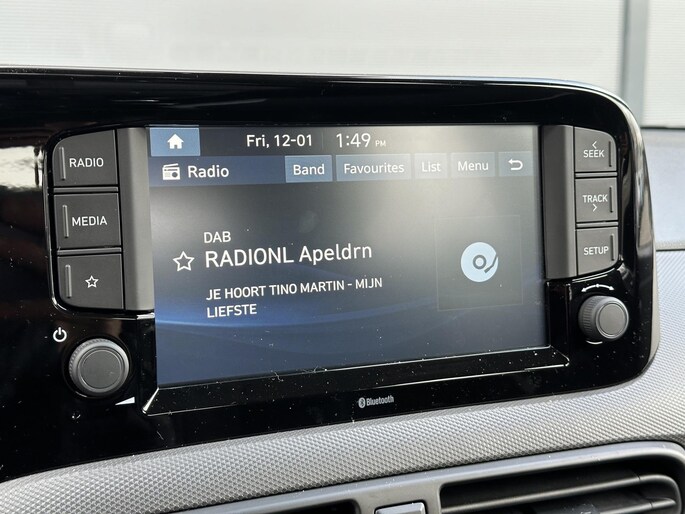 Fri, 12-01 1:49 PM
RADIO
Radio Band Favourites List Menu
SEEK
MEDIA
TRACK
DAB
RADIONL Apeldrn
SETUP
JE HOORT TINO MARTIN - MIJN
LIEFSTE
Bluetooth